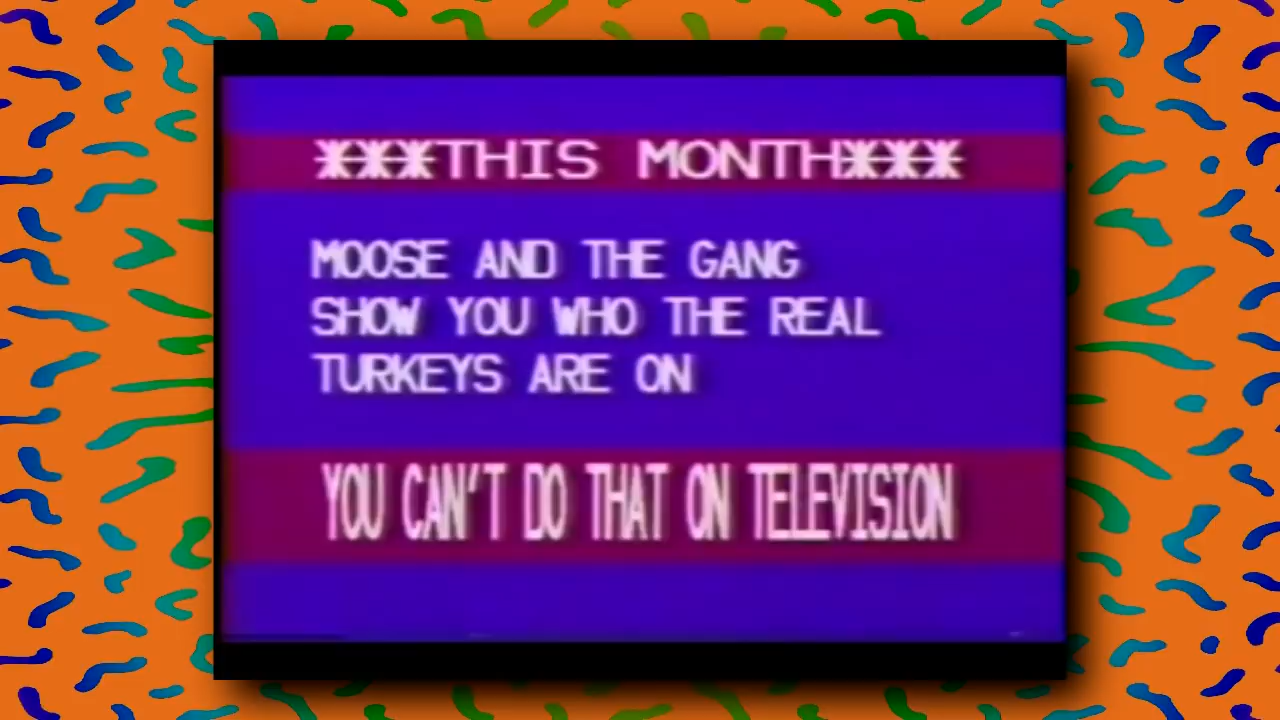 ***THIS MONTH***
MOOSE AND THE GANG
SHOW YOU WHO THE REAL
TURKEYS ARE ON
YOU CAN'T DO THAT ON TELEVISION